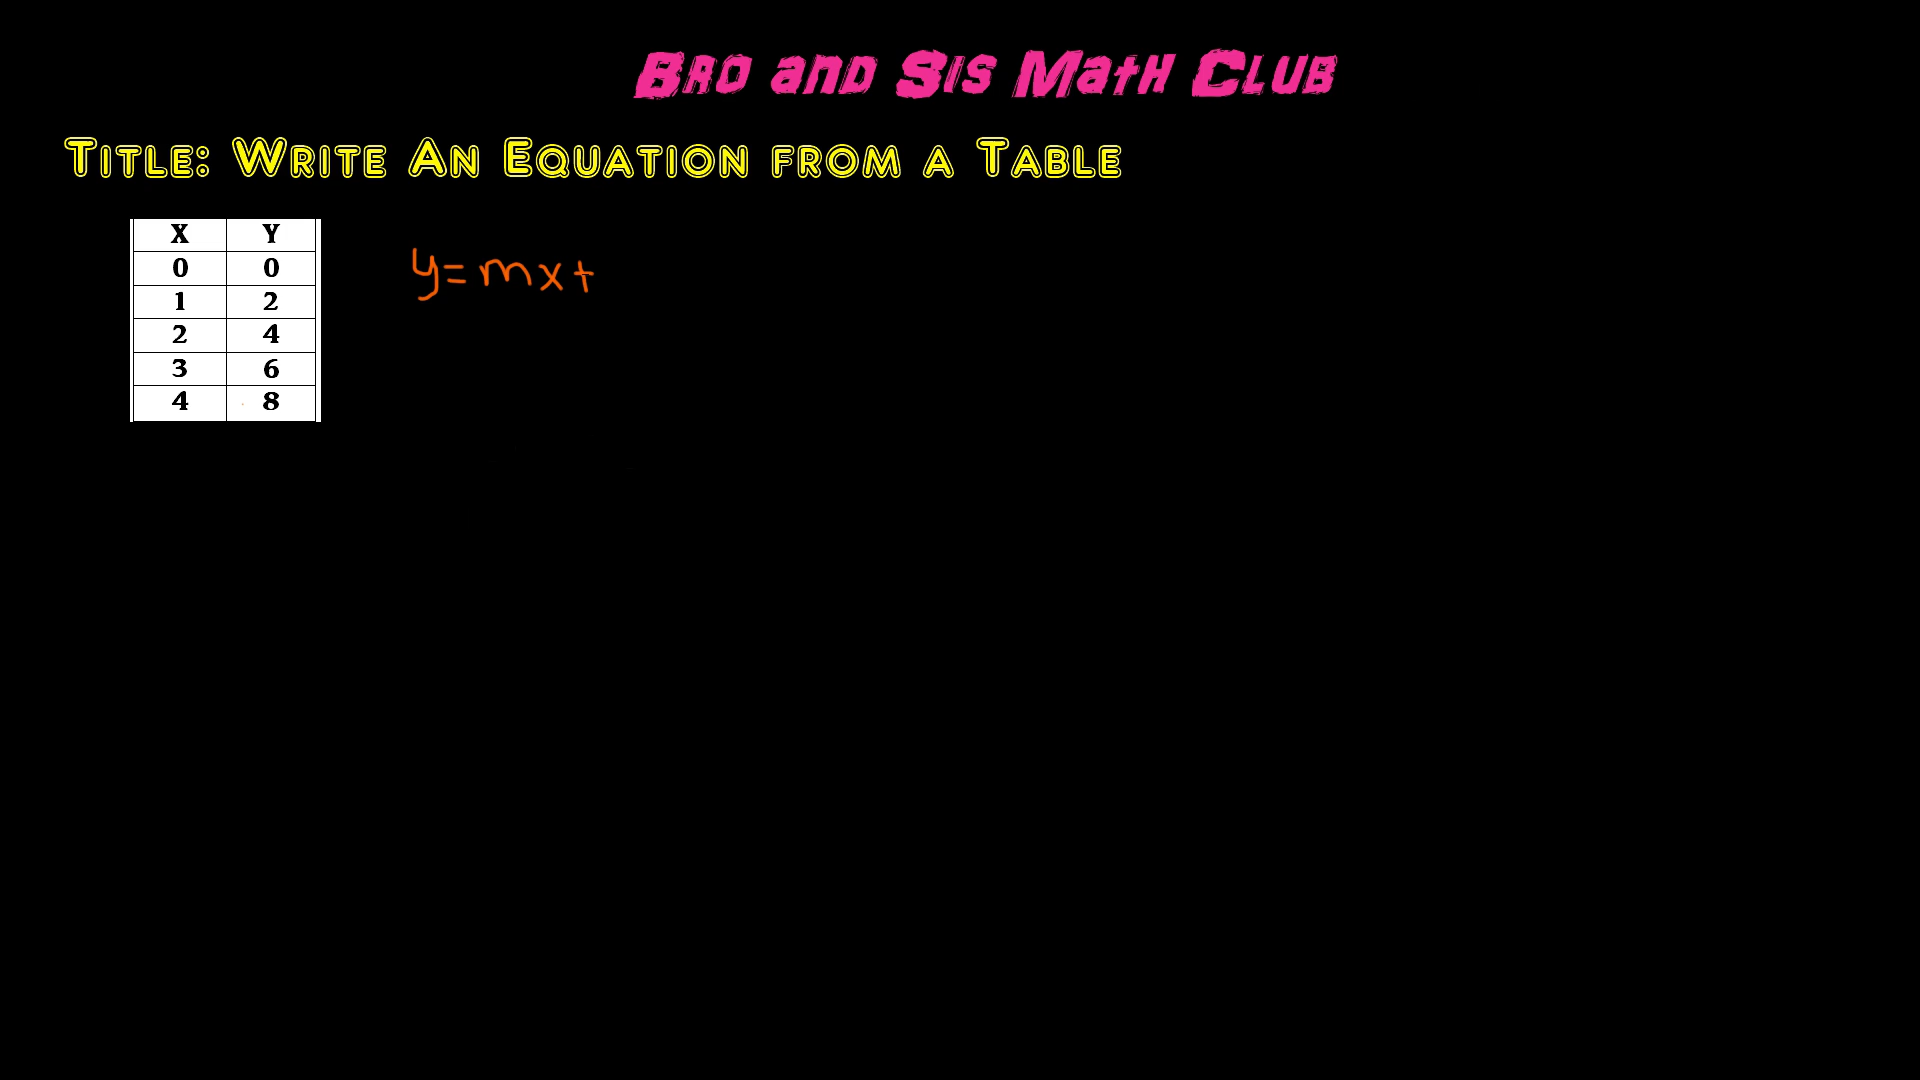 Bro and Sis Math Club
Title: Write An Equation from a Table
X Y
0 0
1 2
2 4
3 6
4 8
y=mx+